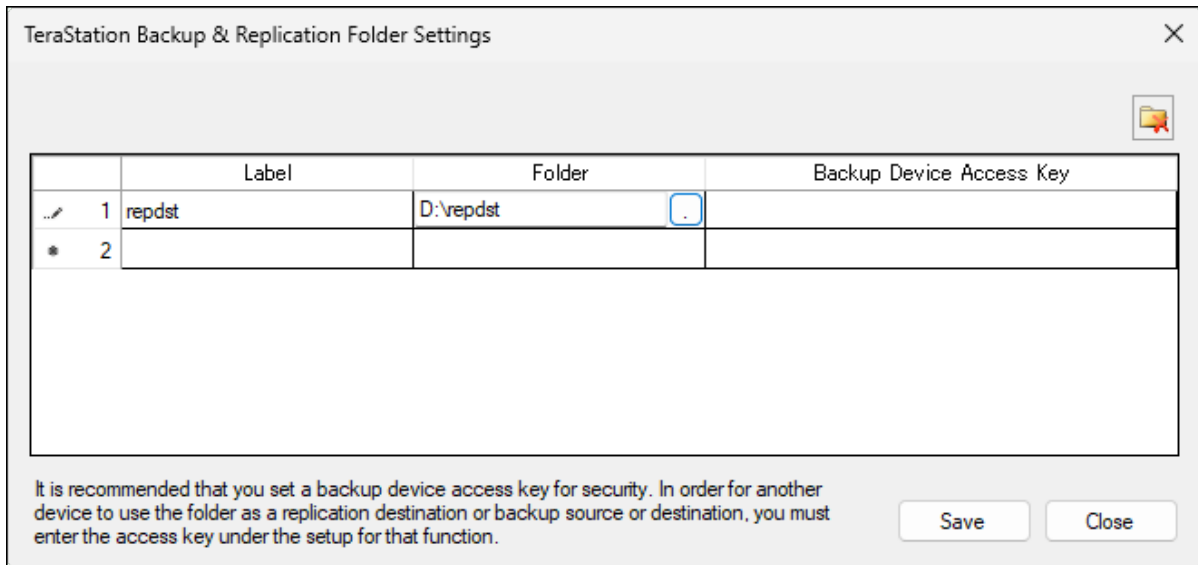 TeraStation Backup & Replication Folder Settings
Label Folder Backup Device Access Key
1 repdst D:\repdst .
2
It is recommended that you set a backup device access key for security. In order for another
device to use the folder as a replication destination or backup source or destination, you must
enter the access key under the setup for that function.
Save Close